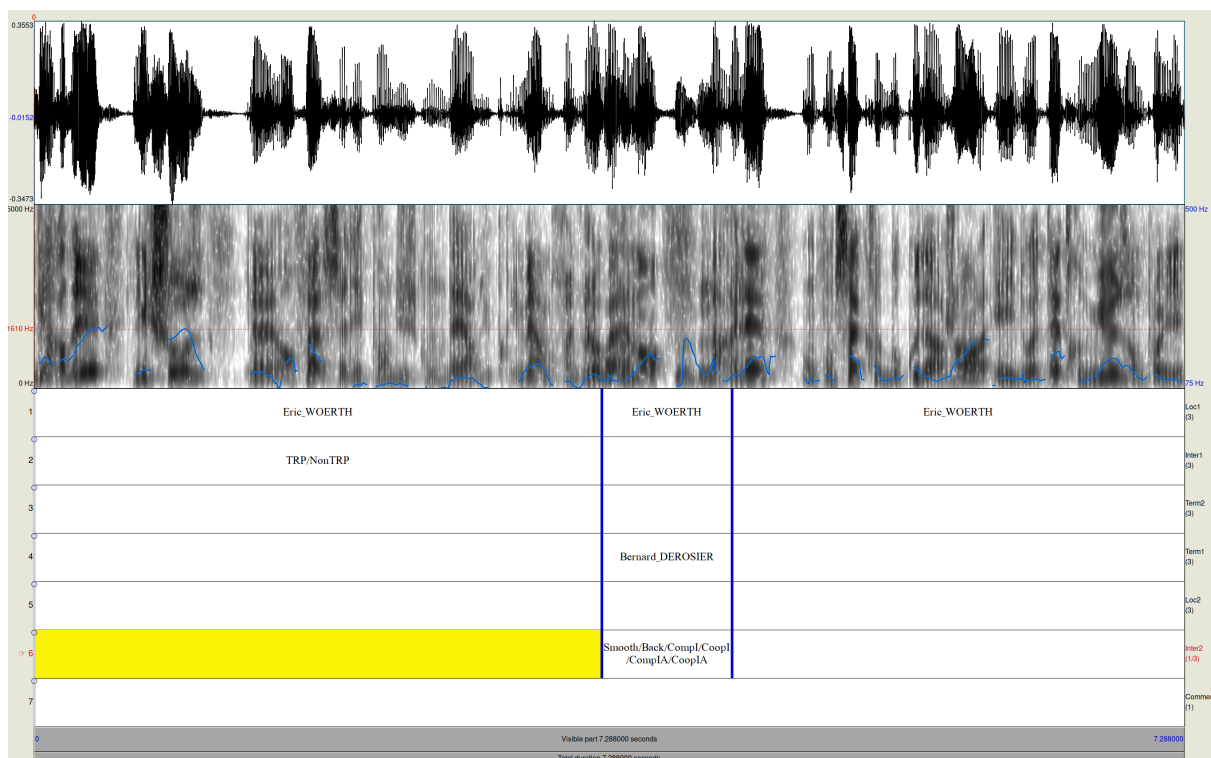 0
0.3553
-0.0152
-0.3473
5000 Hz
500 Hz
1610 Hz
0 Hz
75 Hz
1
Eric_WOERTH
Eric_WOERTH
Eric_WOERTH
Loc1
(3)
2
TRP/NonTRP
Inter1
(3)
3
Term2
(3)
4
Bernard_DEROSIER
Term1
(3)
5
Loc2
(3)
☞ 6
Smooth/Back/CompI/CoopI
/CompIA/CoopIA
Inter2
(1/3)
7
Commen
(1)
0
Visible part 7.288000 seconds
7.288000
Total duration 7.288000 seconds